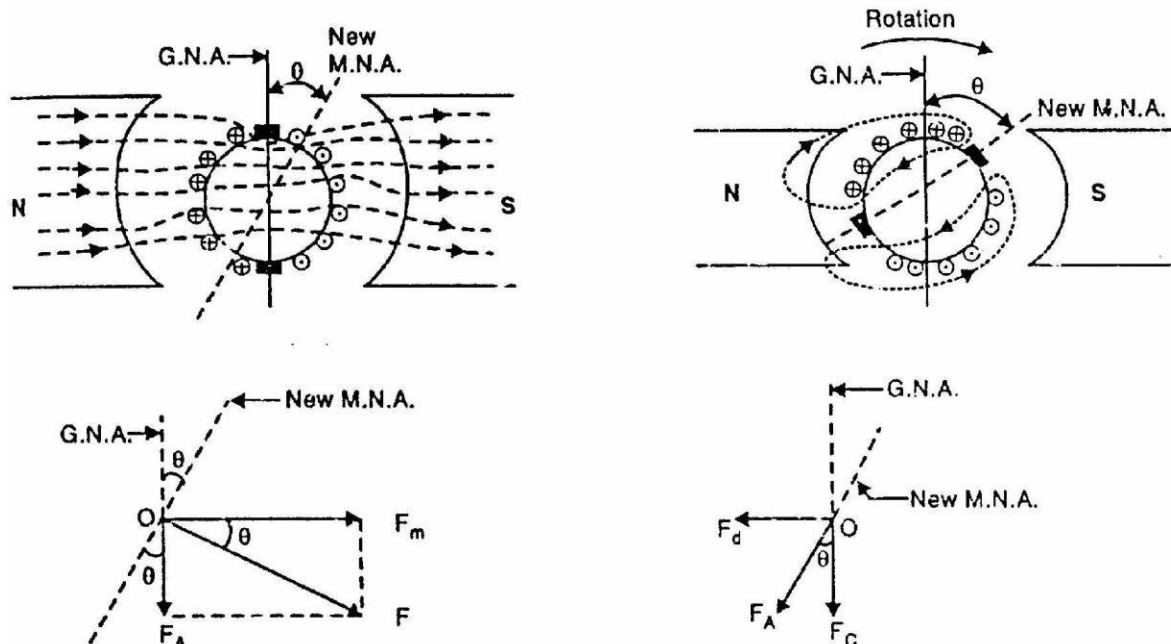 G.N.A.
New
M.N.A.
θ
N
S
Rotation
G.N.A.
θ
New M.N.A.
N
S
New M.N.A.
G.N.A.
θ
O
F_m
θ
θ
F_A
F
G.N.A.
New M.N.A.
F_d
O
θ
F_A
F_C